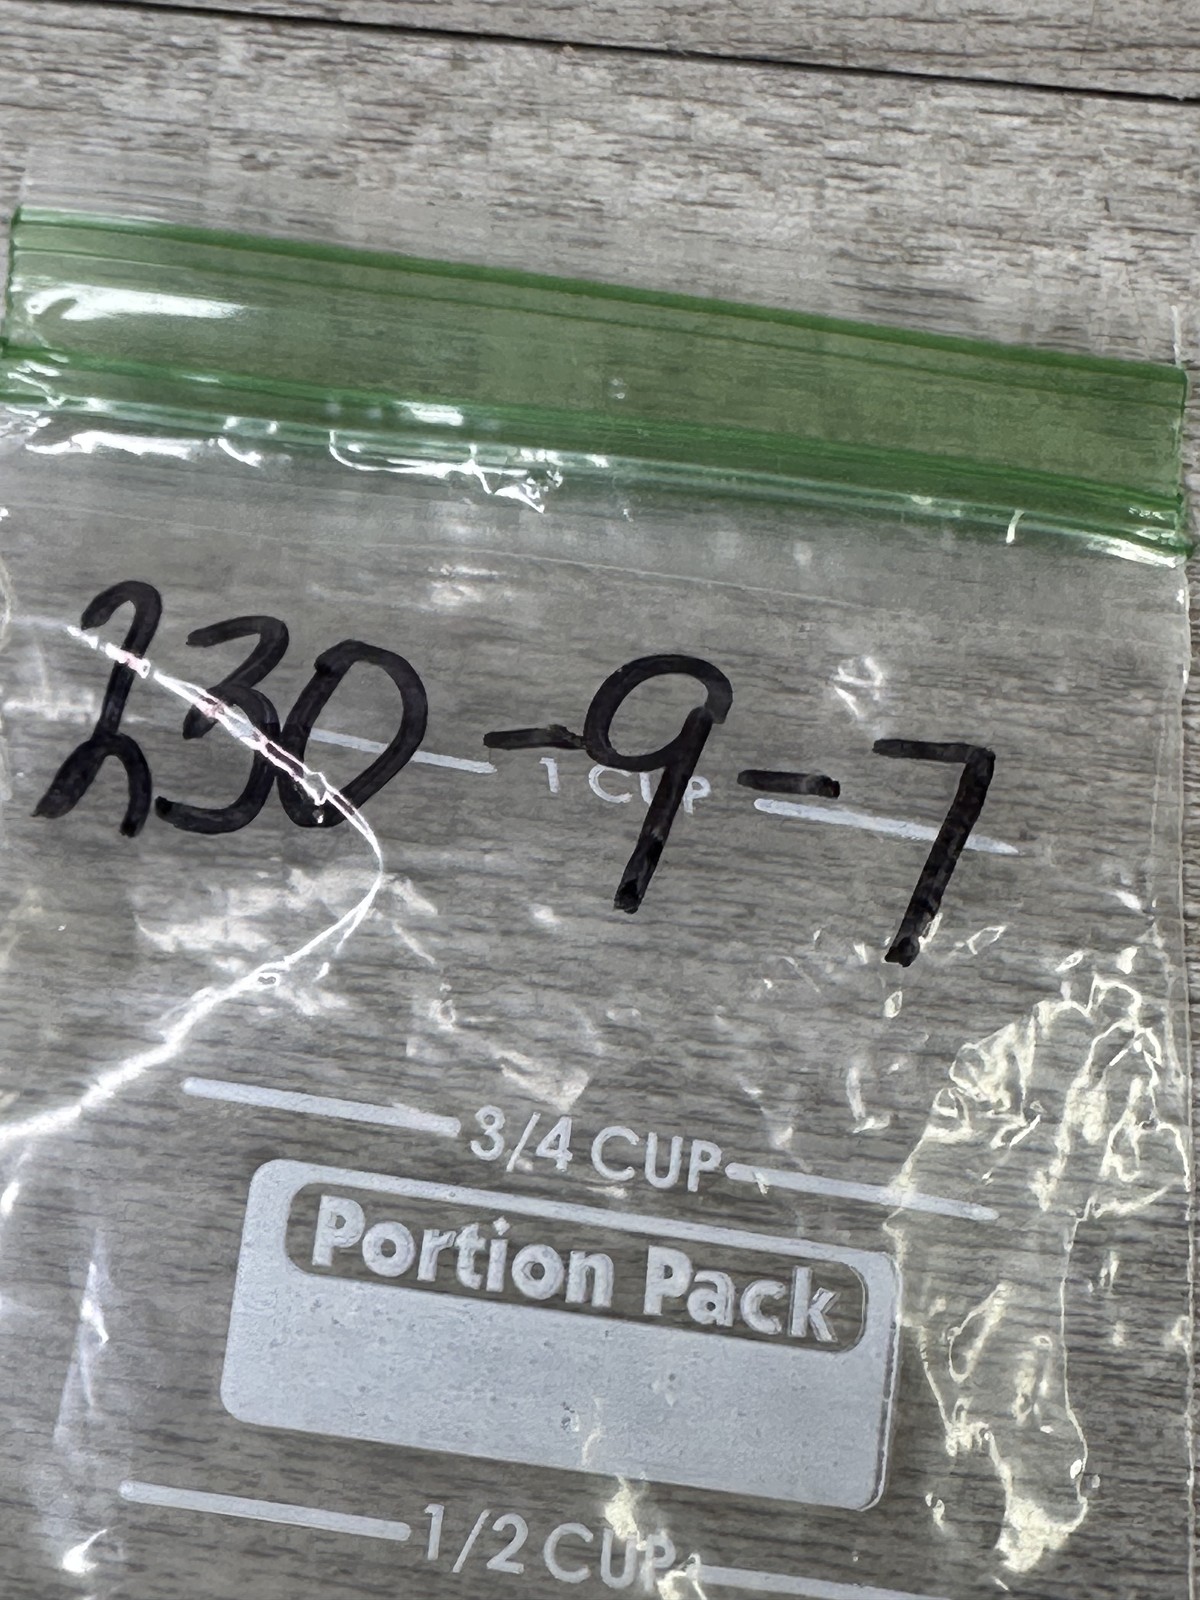 230-9-7
1 CUP
3/4 CUP
Portion Pack
1/2 CUP